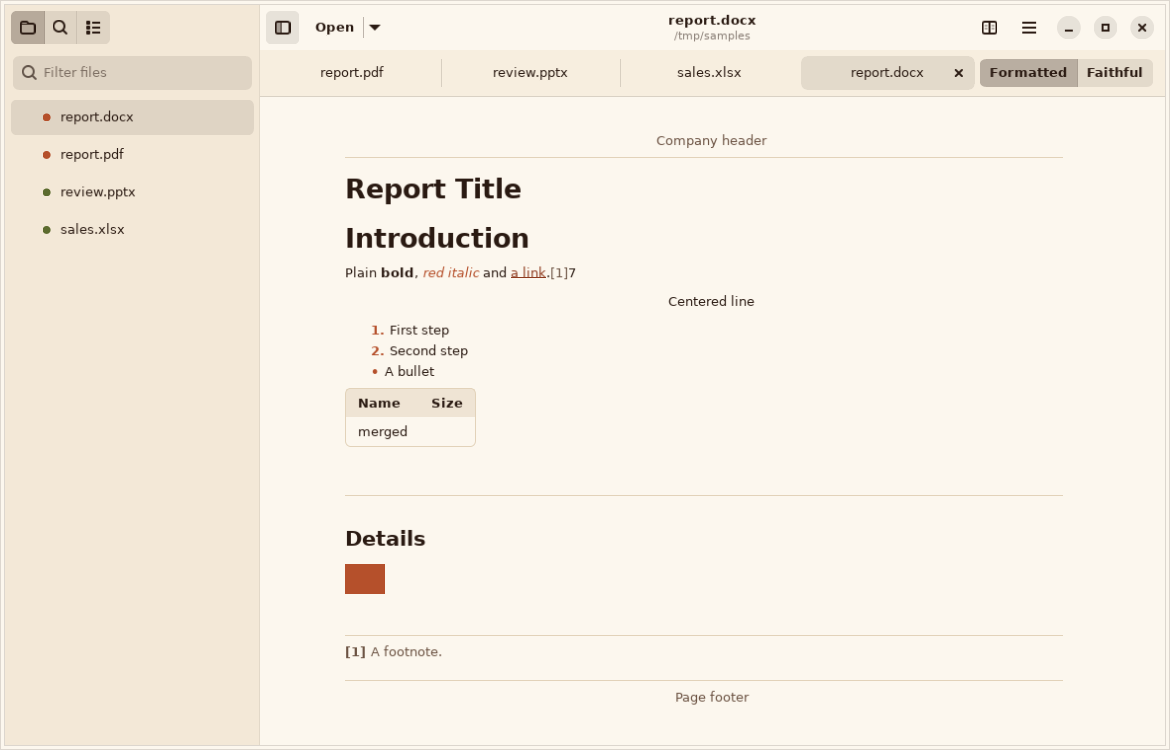 Open
report.docx
/tmp/samples
Filter files
report.docx
report.pdf
review.pptx
sales.xlsx
report.pdf
review.pptx
sales.xlsx
report.docx
Formatted
Faithful
Company header
Report Title
Introduction
Plain bold, red italic and a link.[1]7
Centered line
1. First step
2. Second step
• A bullet
Name Size
merged
Details
[1] A footnote.
Page footer